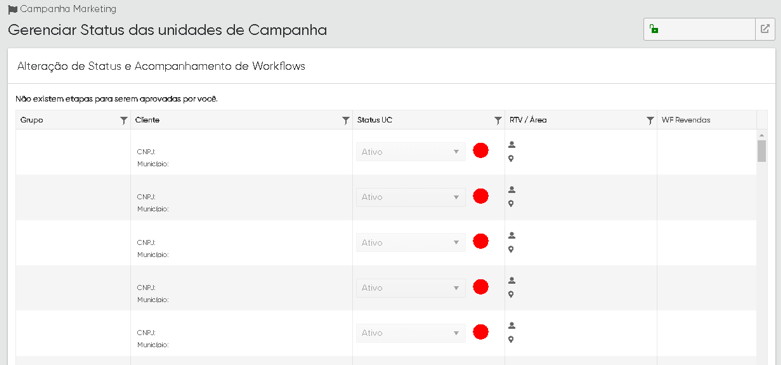 Campanha Marketing
Gerenciar Status das unidades de Campanha
Alteração de Status e Acompanhamento de Workflows
Não existem etapas para serem aprovadas por você.
Grupo Cliente Status UC RTV / Área WF Revendas
CNPJ:
Ativo
Município:
CNPJ:
Ativo
Município:
CNPJ:
Ativo
Município:
CNPJ:
Ativo
Município:
CNPJ:
Ativo
Município: